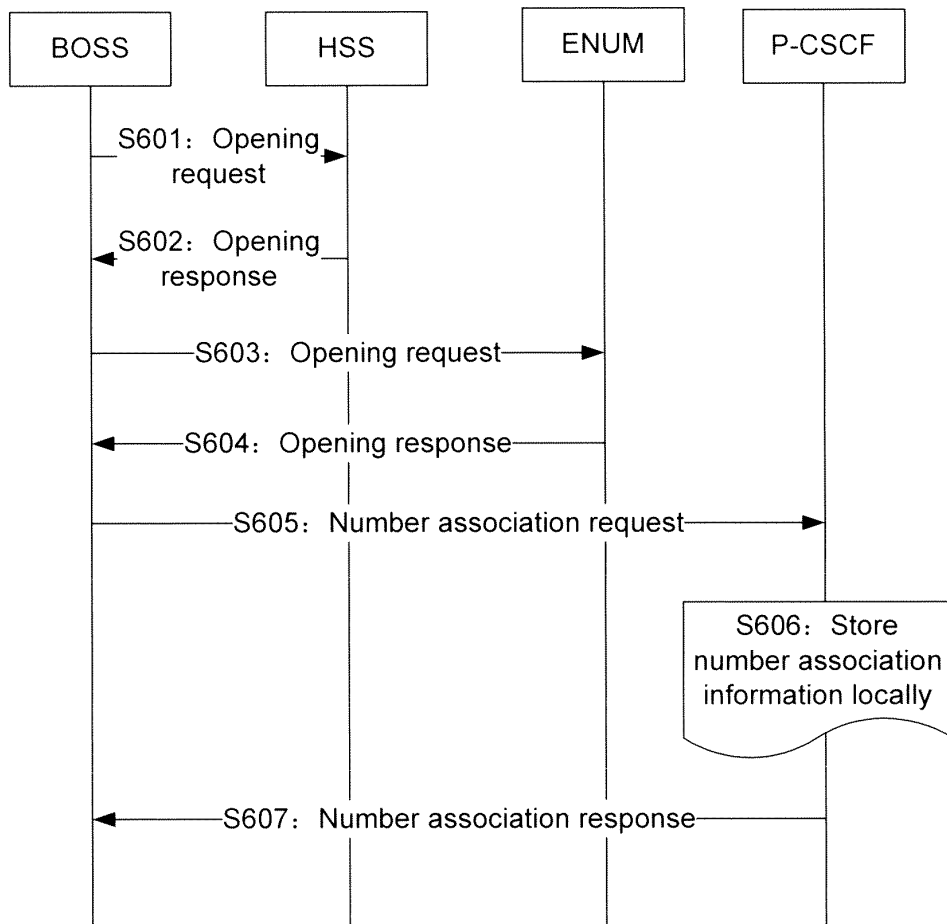 BOSS
HSS
ENUM
P-CSCF
S601：Opening
request
S602：Opening
response
S603：Opening request
S604：Opening response
S605：Number association request
S606：Store
number association
information locally
S607：Number association response